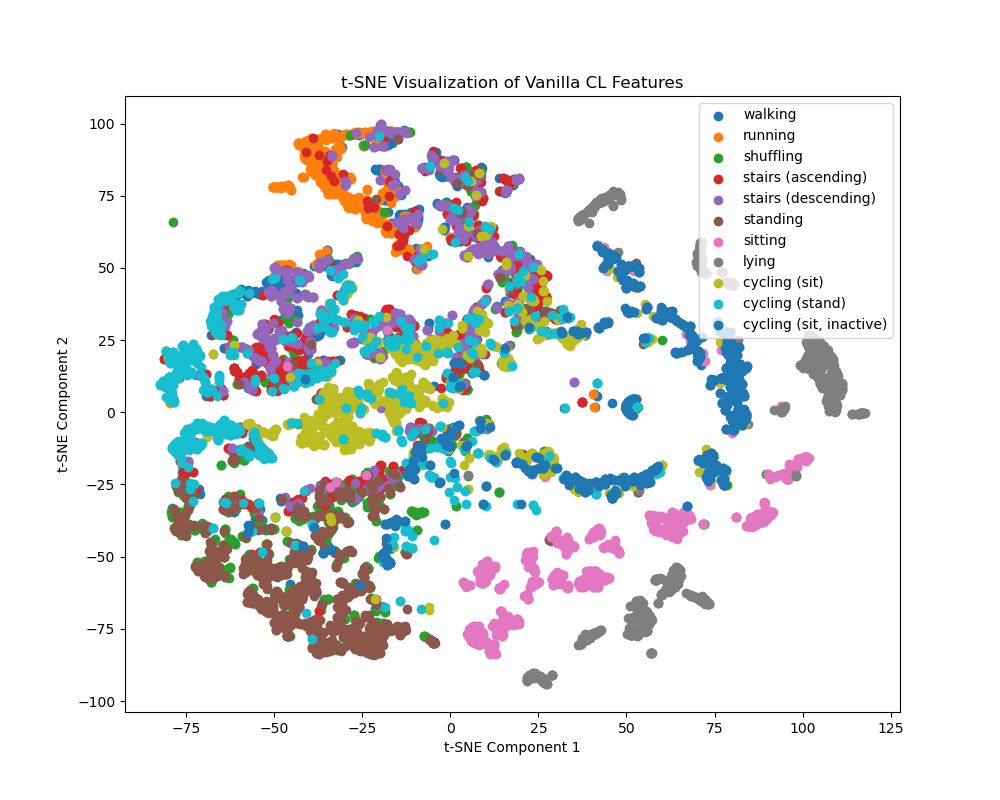 t-SNE Visualization of Vanilla CL Features
walking
running
shuffling
stairs (ascending)
stairs (descending)
standing
sitting
lying
cycling (sit)
cycling (stand)
cycling (sit, inactive)
100
75
50
25
0
−25
−50
−75
−100
t-SNE Component 2
−75
−50
−25
0
25
50
75
100
125
t-SNE Component 1